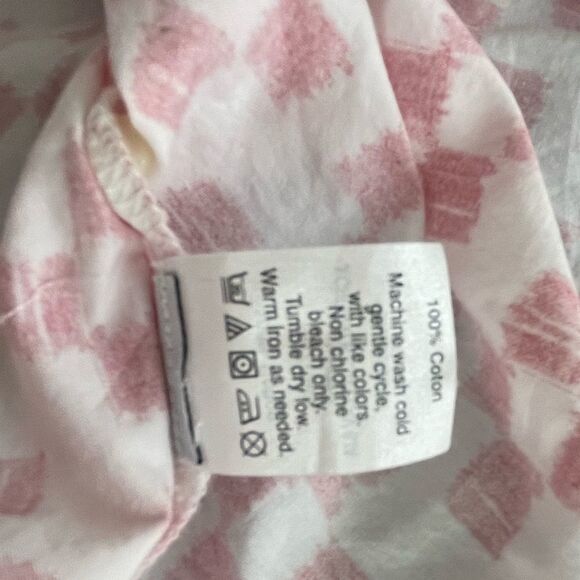 100% Coton
Machine wash cold
gentle cycle,
with like colors.
Non chlorine
bleach only.
Tumble dry low.
Warm iron as needed.